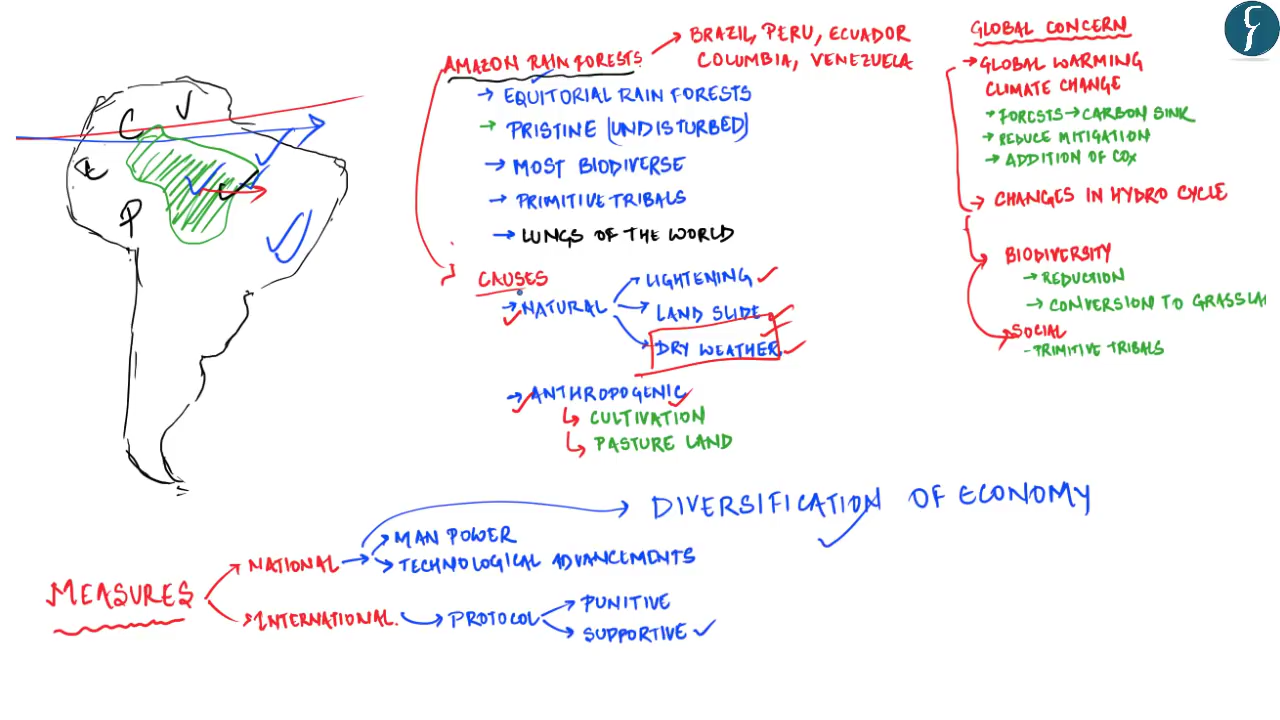 C
V
E
P
AMAZON RAIN FORESTS
BRAZIL, PERU, ECUADOR
COLUMBIA, VENEZUELA
→ EQUITORIAL RAIN FORESTS
→ PRISTINE (UNDISTURBED)
→ MOST BIODIVERSE
→ PRIMITIVE TRIBALS
→ LUNGS OF THE WORLD
CAUSES
→ NATURAL
LIGHTENING
LAND SLIDE
DRY WEATHER
→ ANTHROPOGENIC
CULTIVATION
PASTURE LAND
GLOBAL CONCERN
→ GLOBAL WARMING
CLIMATE CHANGE
→ FORESTS → CARBON SINK
→ REDUCE MITIGATION
→ ADDITION OF COX
→ CHANGES IN HYDRO CYCLE
BIODIVERSITY
→ REDUCTION
→ CONVERSION TO GRASSLA
SOCIAL
- PRIMITIVE TRIBALS
MEASURES
NATIONAL
MAN POWER
TECHNOLOGICAL ADVANCEMENTS
DIVERSIFICATION OF ECONOMY
INTERNATIONAL.
PROTOCOL
PUNITIVE
SUPPORTIVE